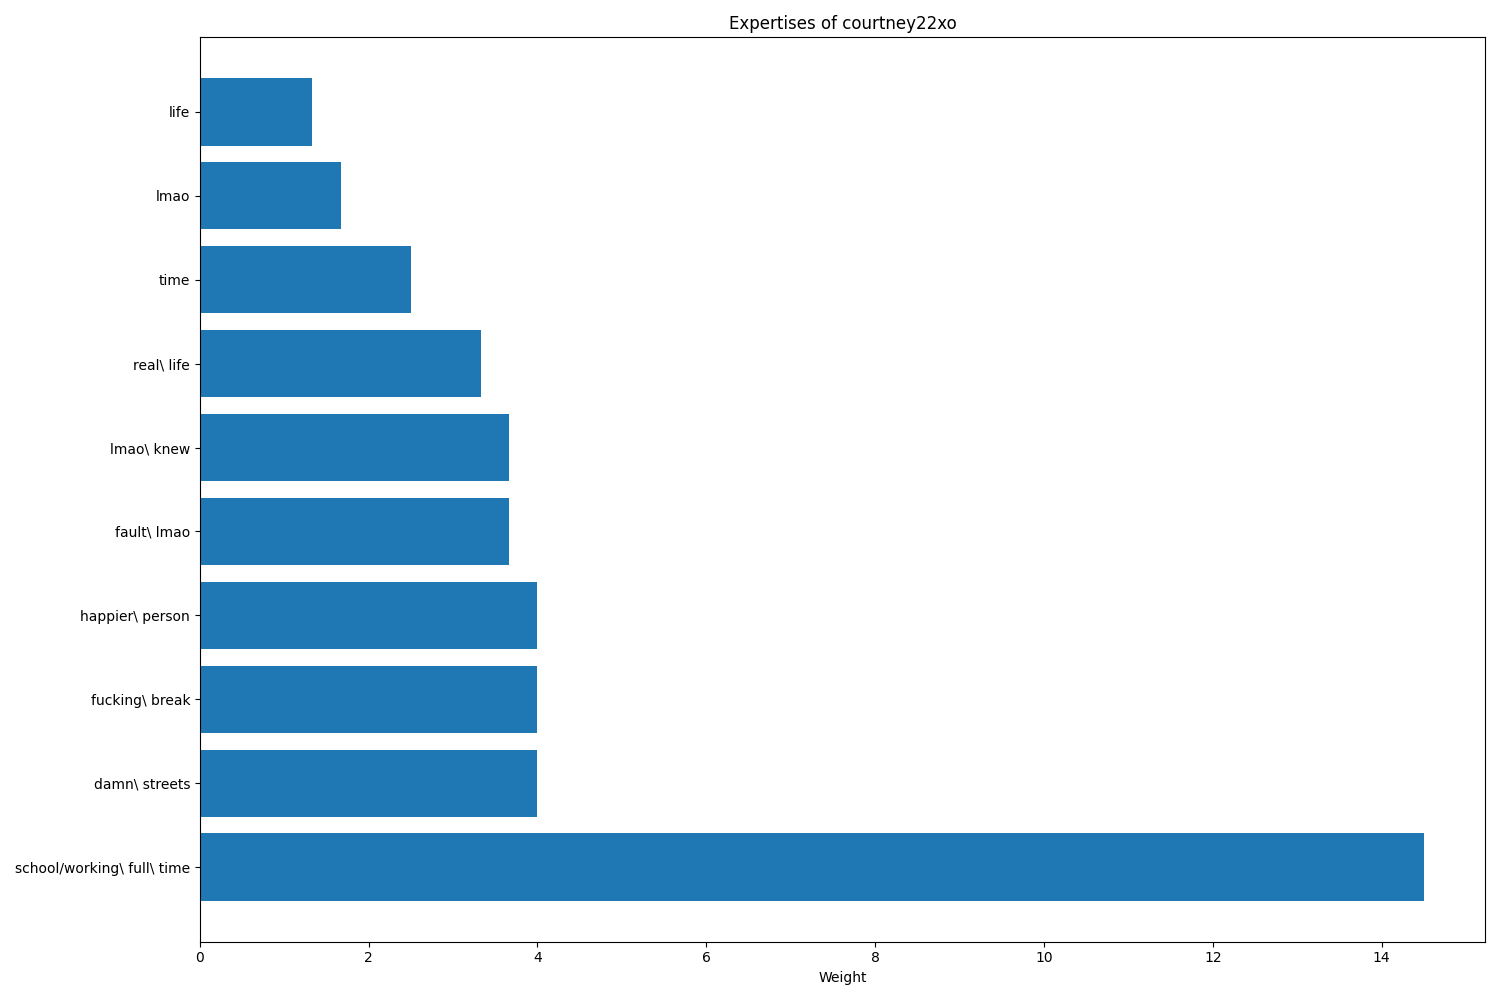 Expertises of courtney22xo
life
lmao
time
real\ life
lmao\ knew
fault\ lmao
happier\ person
fucking\ break
damn\ streets
school/working\ full\ time
0 2 4 6 8 10 12 14
Weight